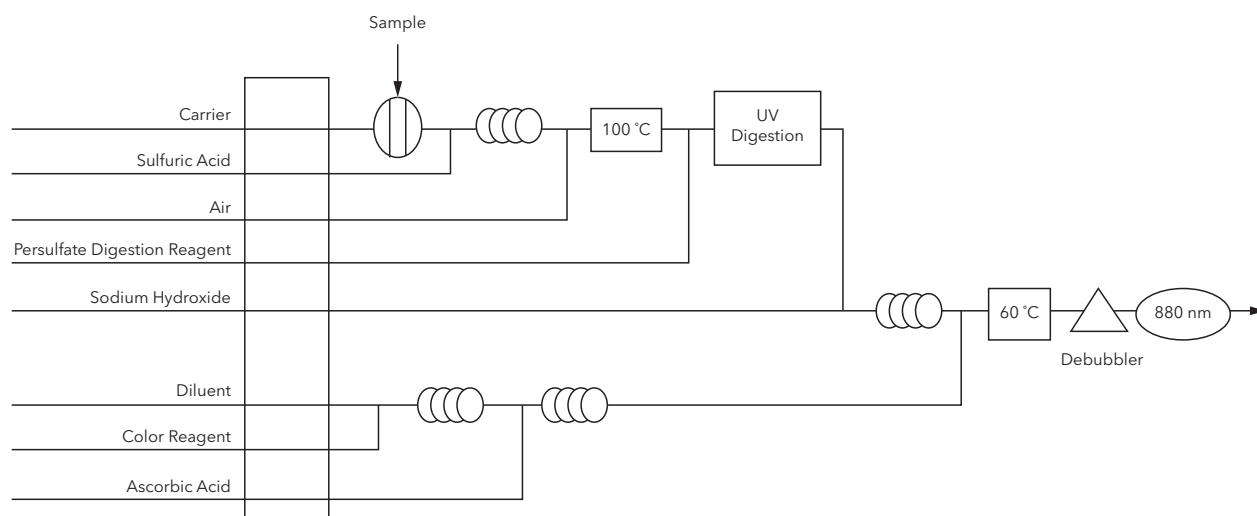 Sample
Carrier
Sulfuric Acid
Air
Persulfate Digestion Reagent
Sodium Hydroxide
Diluent
Color Reagent
Ascorbic Acid
100 ˚C
UV
Digestion
60 ˚C
Debubbler
880 nm